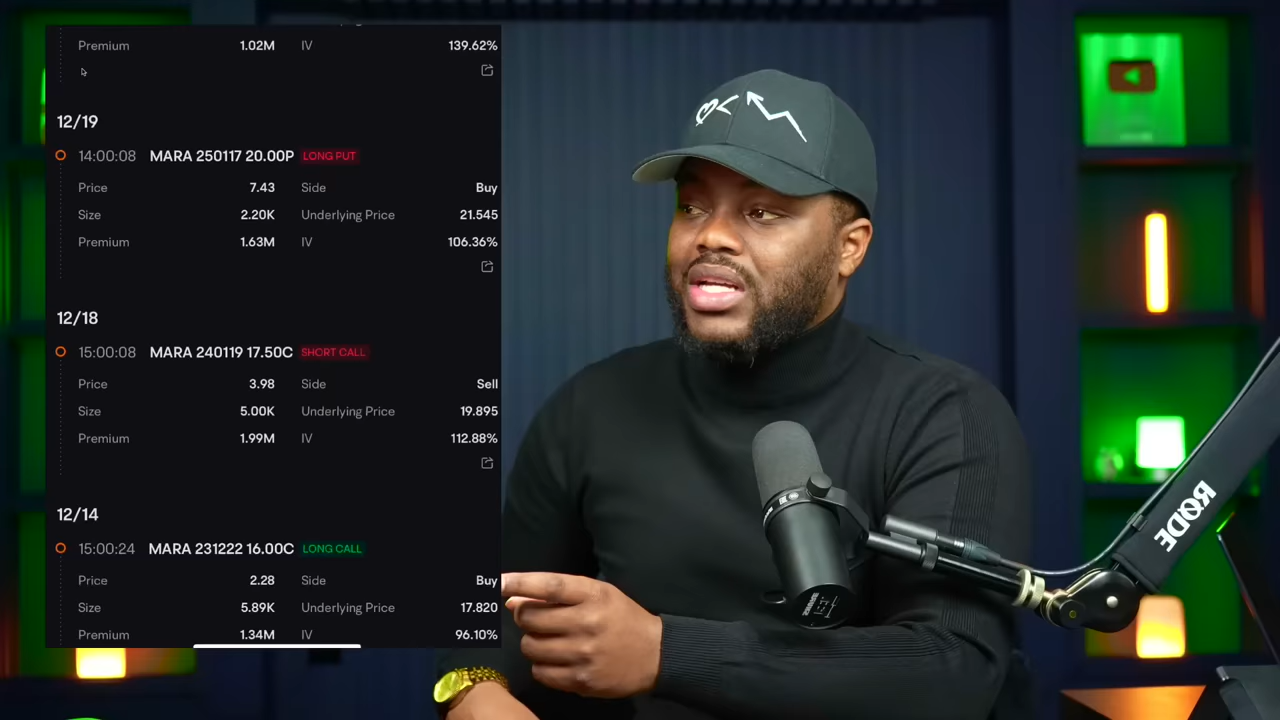 Premium 1.02M IV 139.62%
12/19
14:00:08 MARA 250117 20.00P LONG PUT
Price 7.43 Side Buy
Size 2.20K Underlying Price 21.545
Premium 1.63M IV 106.36%
12/18
15:00:08 MARA 240119 17.50C SHORT CALL
Price 3.98 Side Sell
Size 5.00K Underlying Price 19.895
Premium 1.99M IV 112.88%
12/14
15:00:24 MARA 231222 16.00C LONG CALL
Price 2.28 Side Buy
Size 5.89K Underlying Price 17.820
Premium 1.34M IV 96.10%
RØDE